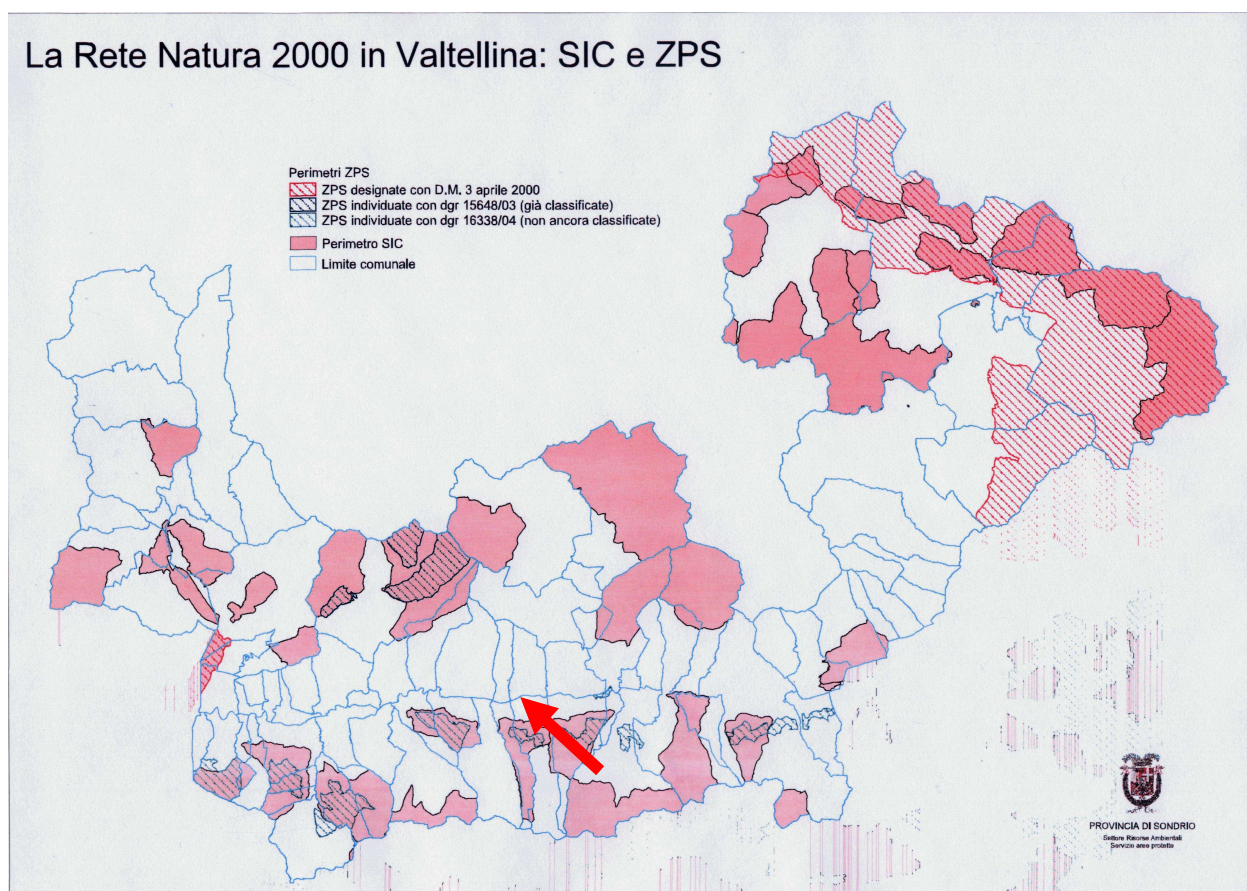 La Rete Natura 2000 in Valtellina: SIC e ZPS
Perimetri ZPS
ZPS designate con D.M. 3 aprile 2000
ZPS individuate con dgr 15648/03 (già classificate)
ZPS individuate con dgr 16338/04 (non ancora classificate)
Perimetro SIC
Limite comunale
PROVINCIA DI SONDRIO
Settore Risorse Ambientali
Servizio aree protette